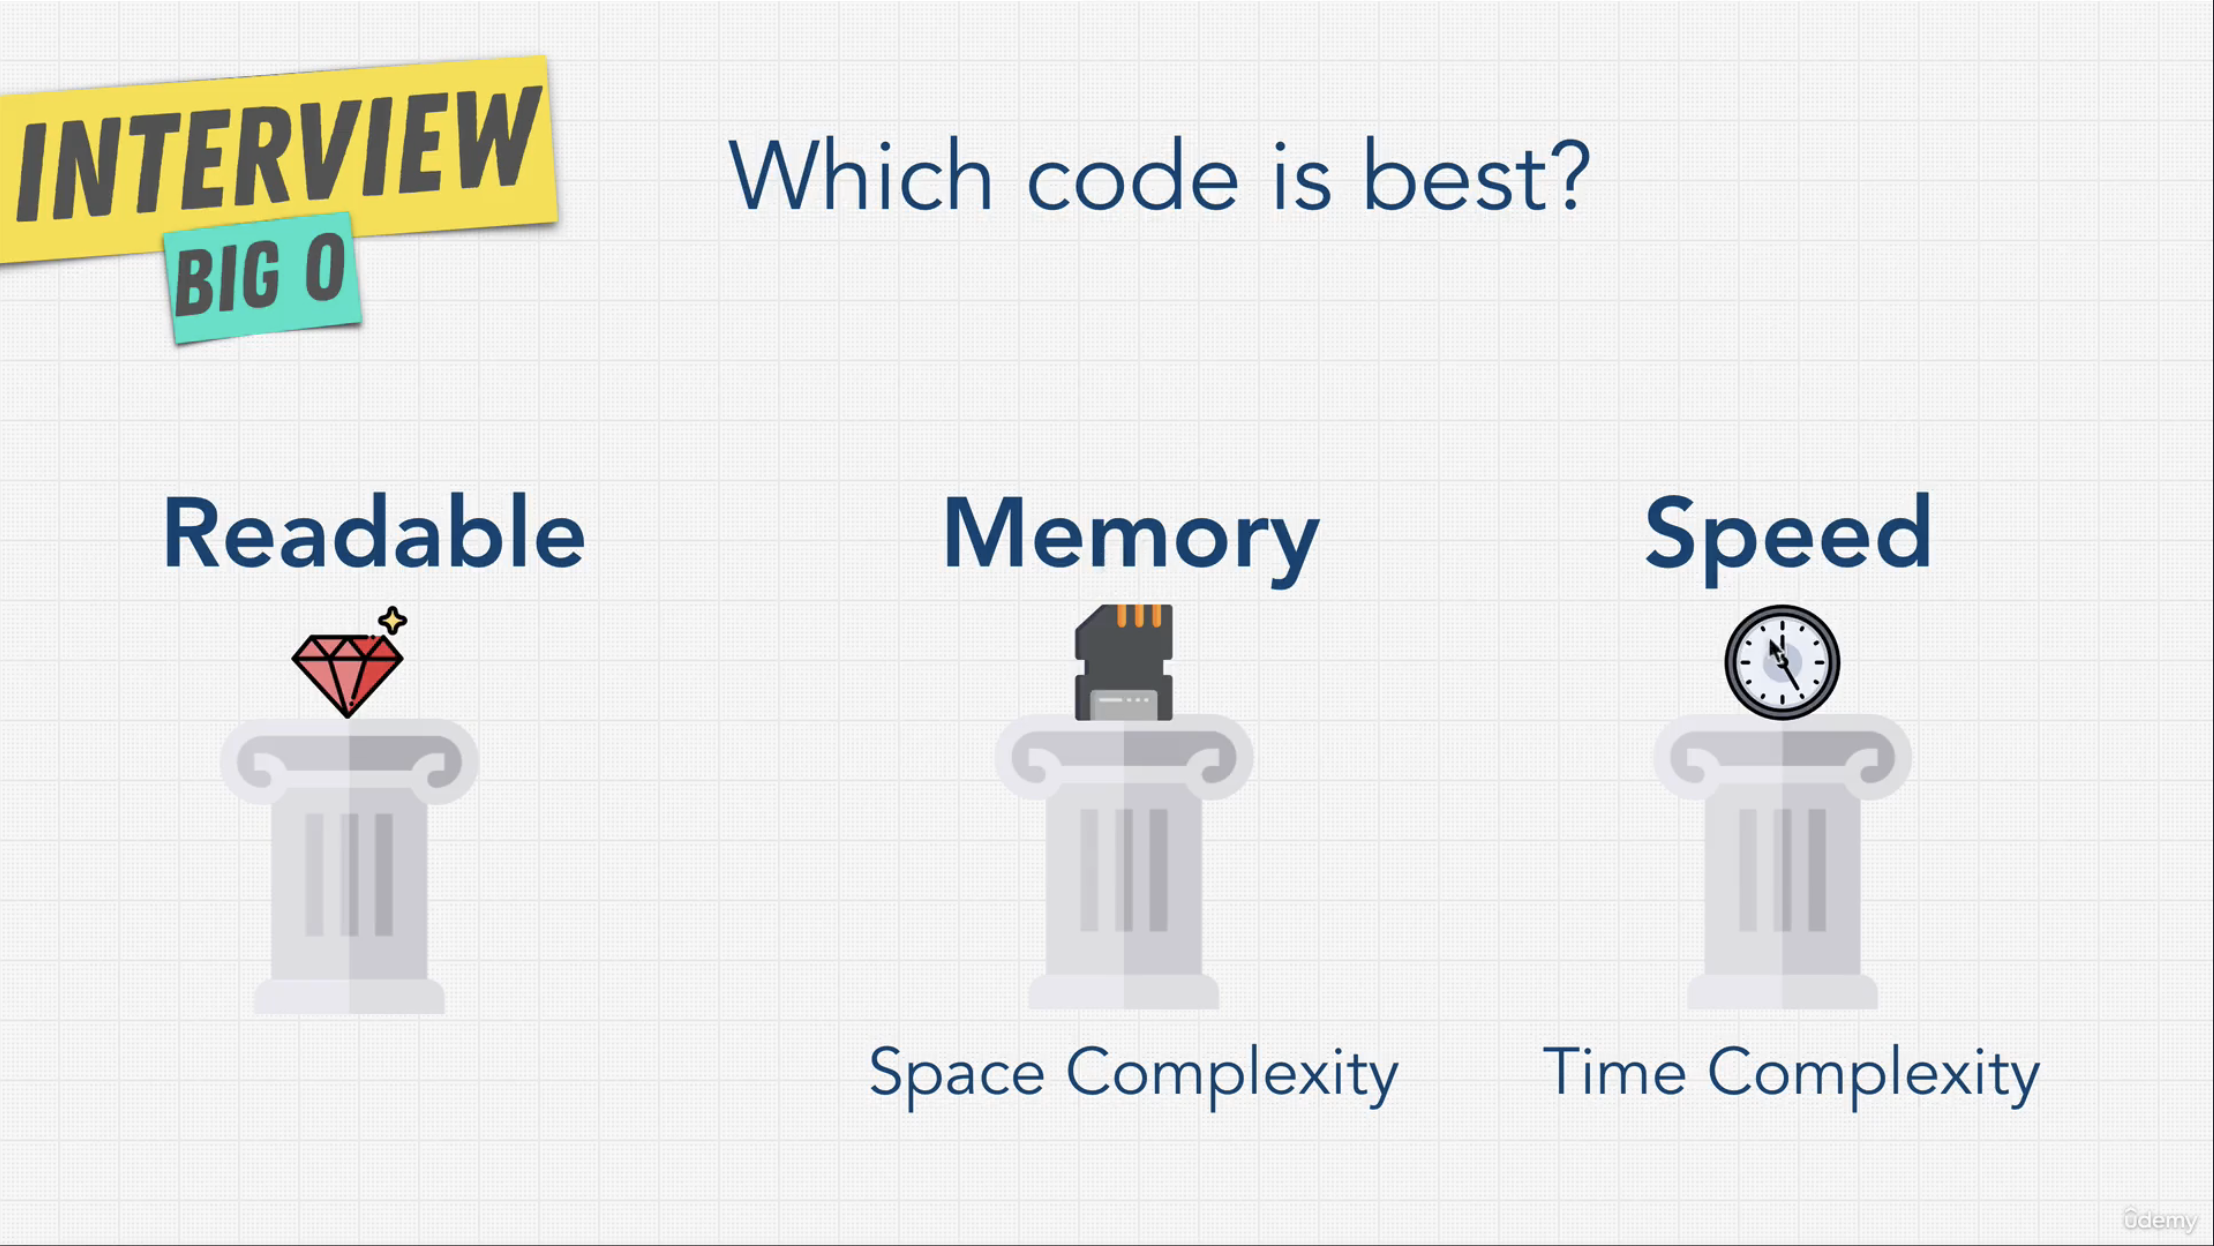 INTERVIEW
BIG O
Which code is best?
Readable
Memory
Speed
Space Complexity
Time Complexity
ûdemy